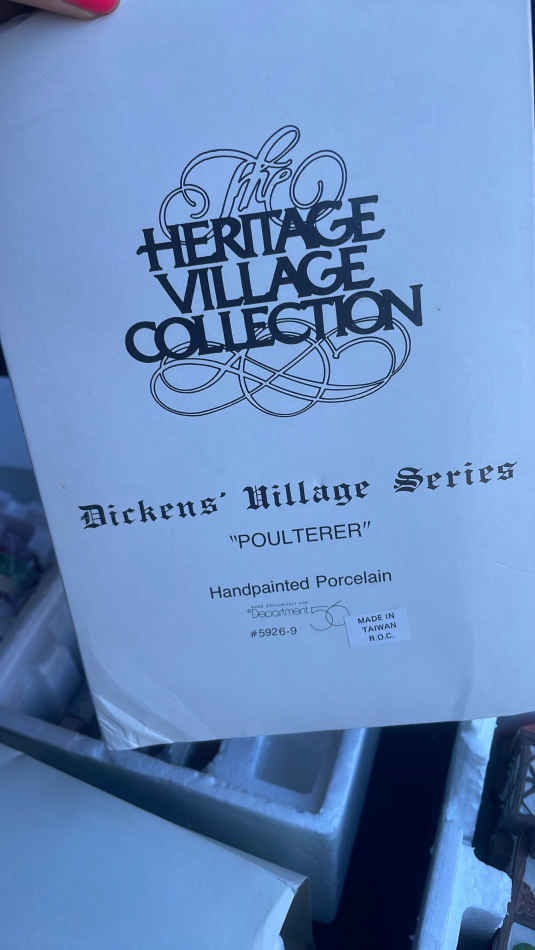 The
HERITAGE
VILLAGE
COLLECTION
Dickens' Village Series
"POULTERER"
Handpainted Porcelain
Department 56
#5926-9
MADE IN
TAIWAN
R.O.C.